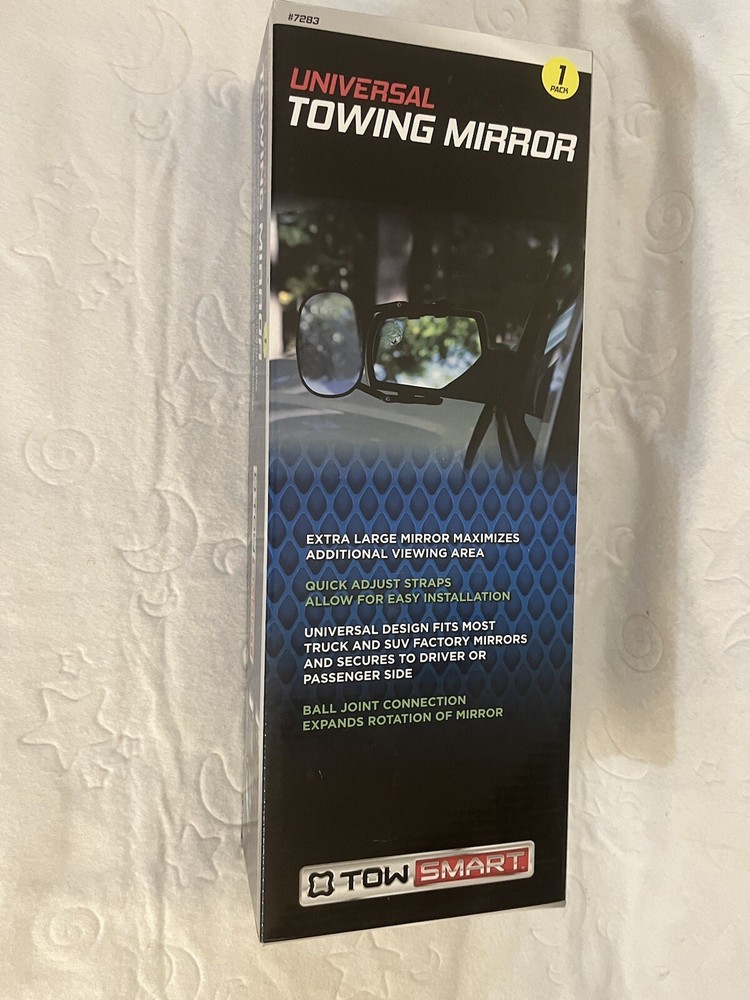 #7283
1
PACK
UNIVERSAL
TOWING MIRROR
EXTRA LARGE MIRROR MAXIMIZES
ADDITIONAL VIEWING AREA
QUICK ADJUST STRAPS
ALLOW FOR EASY INSTALLATION
UNIVERSAL DESIGN FITS MOST
TRUCK AND SUV FACTORY MIRRORS
AND SECURES TO DRIVER OR
PASSENGER SIDE
BALL JOINT CONNECTION
EXPANDS ROTATION OF MIRROR
TOW SMART
TOWING MIRROR